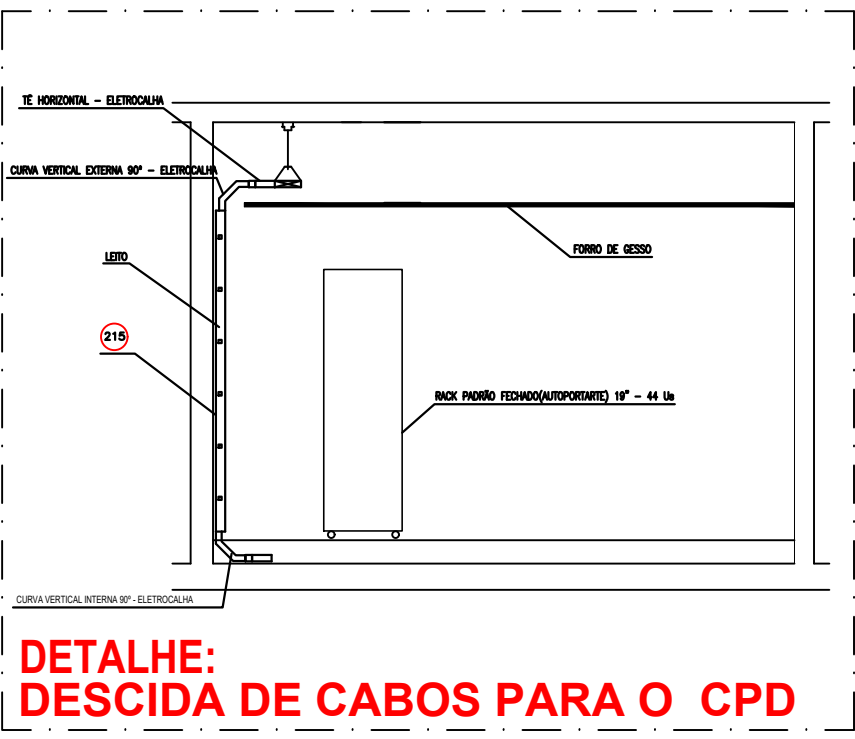 TÊ HORIZONTAL - ELETROCALHA
CURVA VERTICAL EXTERNA 90° - ELETROCALHA
LEITO
FORRO DE GESSO
215
RACK PADRÃO FECHADO(AUTOPORTARTE) 19" - 44 Us
CURVA VERTICAL INTERNA 90º - ELETROCALHA
DETALHE:
DESCIDA DE CABOS PARA O CPD